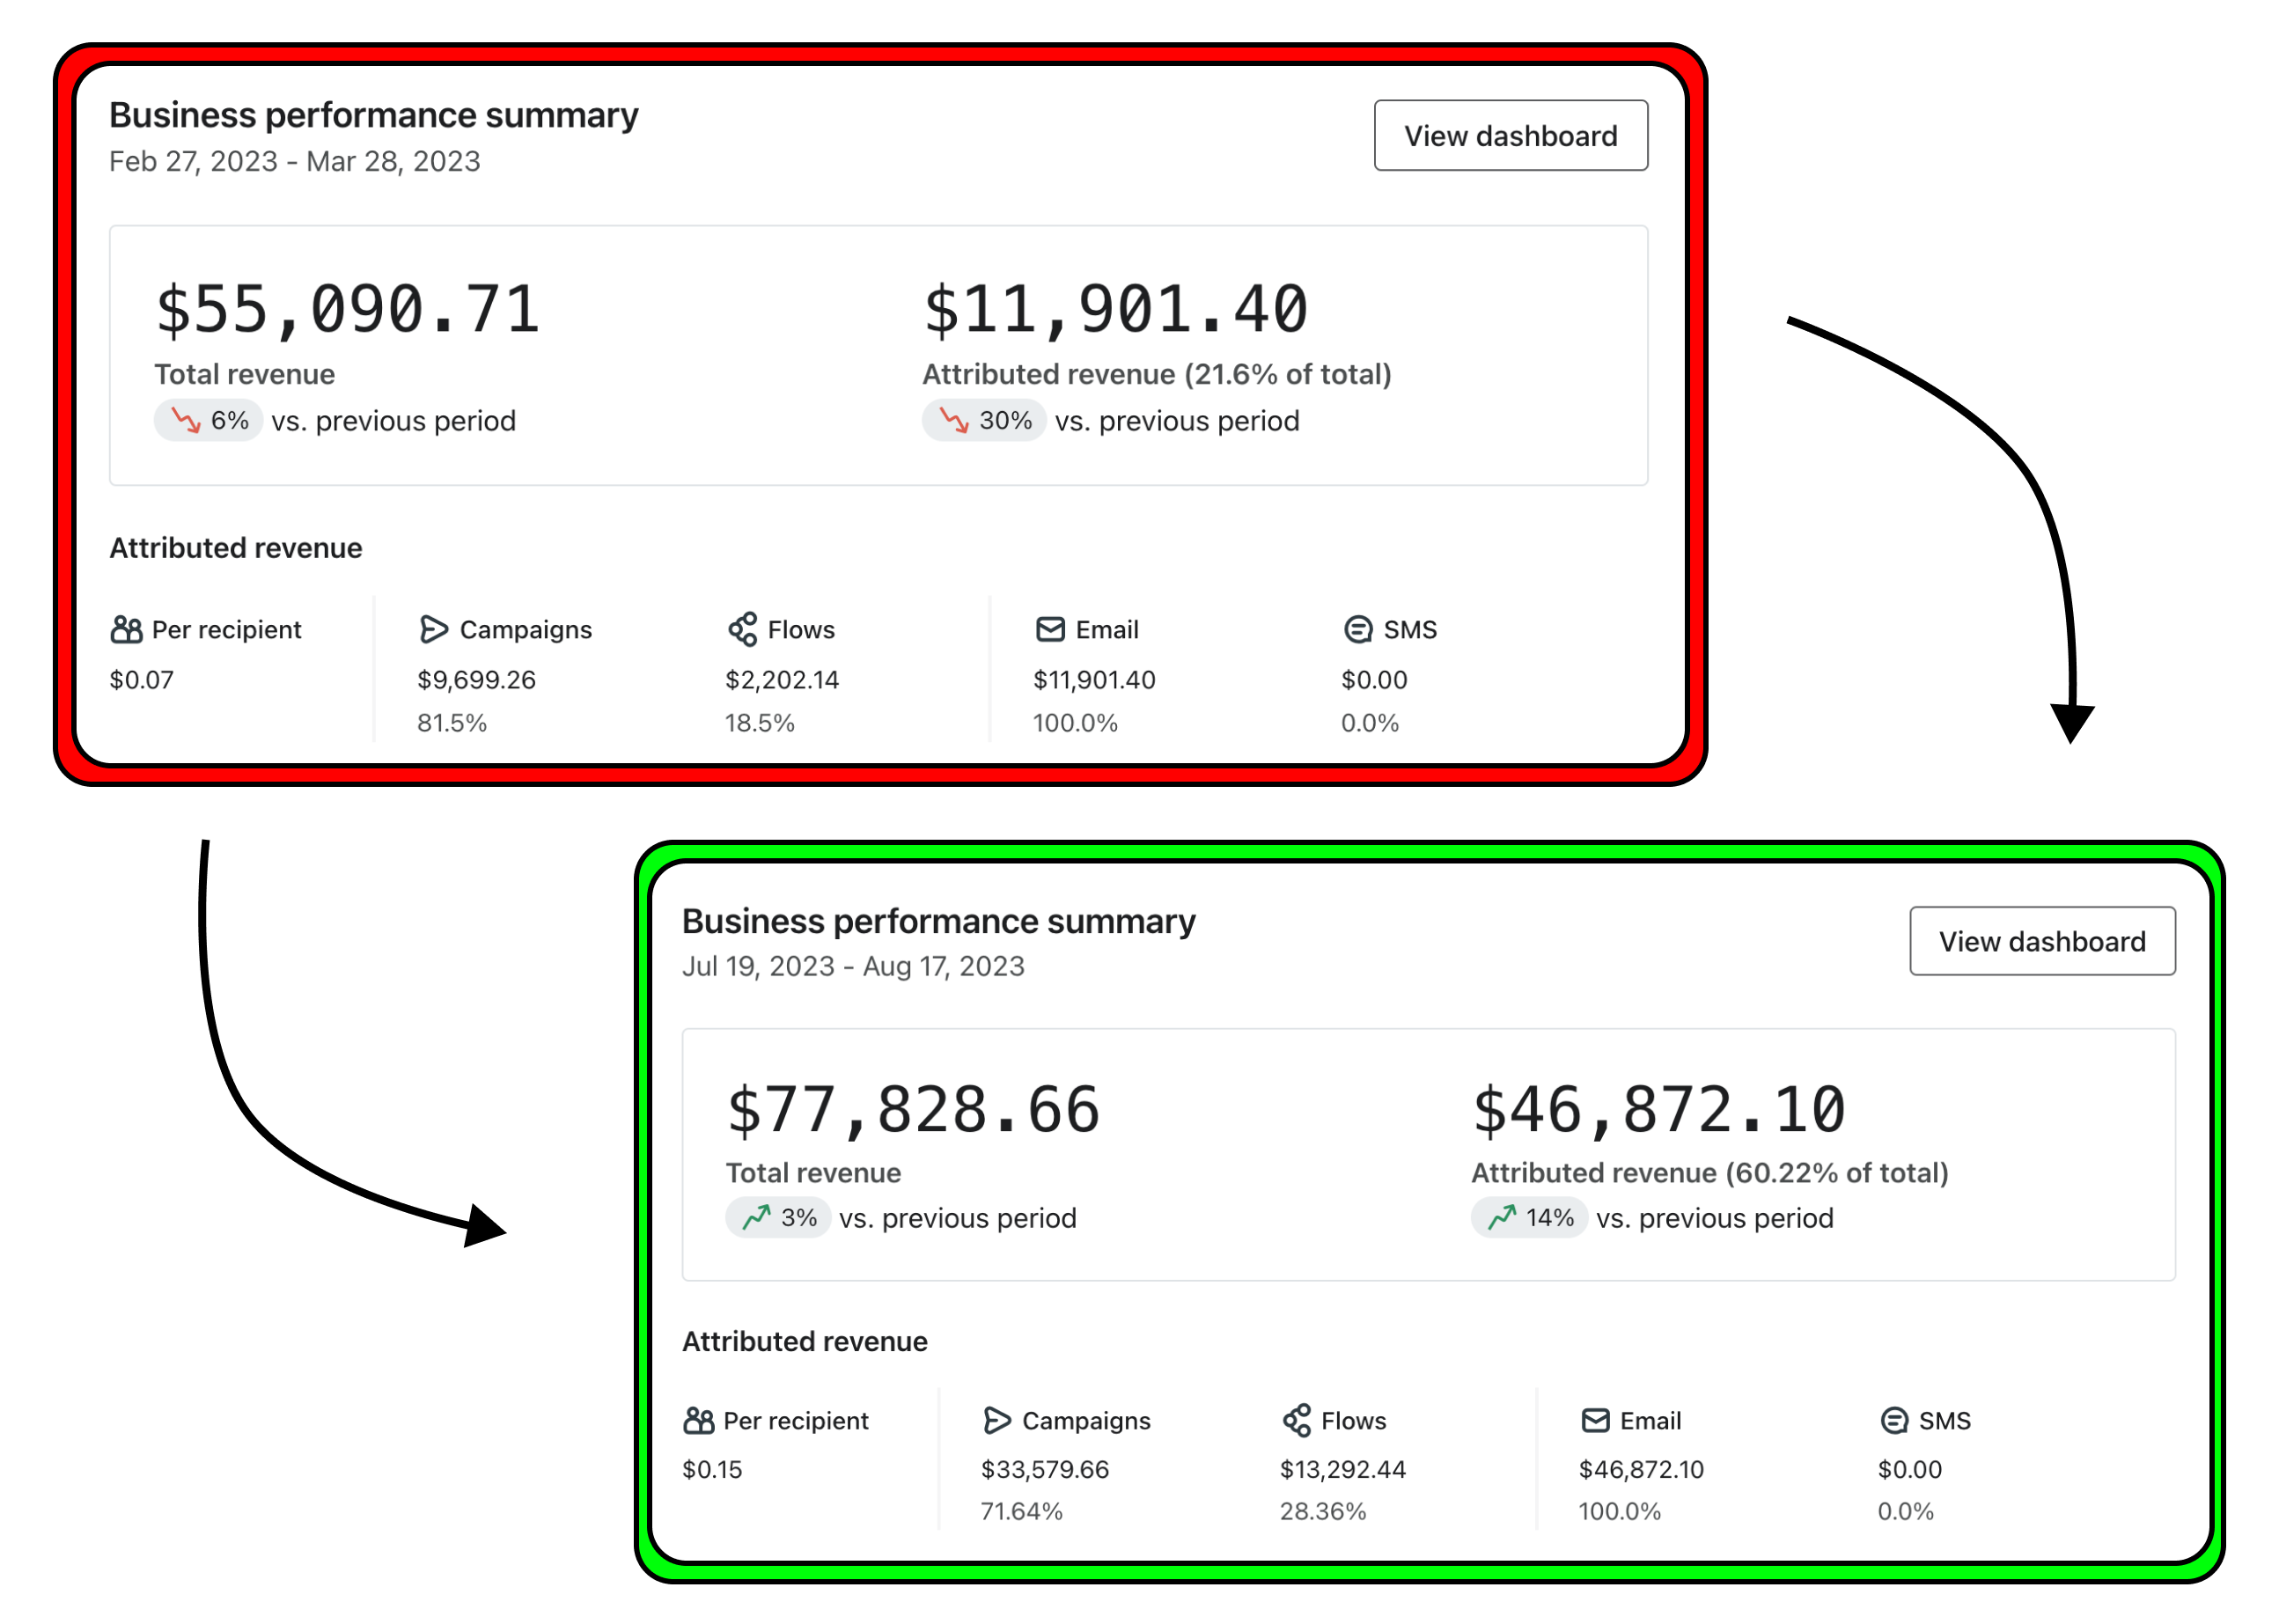 Business performance summary
View dashboard
Feb 27, 2023 - Mar 28, 2023
$55,090.71
$11,901.40
Total revenue
Attributed revenue (21.6% of total)
6% vs. previous period
30% vs. previous period
Attributed revenue
Per recipient
Campaigns
Flows
Email
SMS
$0.07
$9,699.26
$2,202.14
$11,901.40
$0.00
81.5%
18.5%
100.0%
0.0%
Business performance summary
View dashboard
Jul 19, 2023 - Aug 17, 2023
$77,828.66
$46,872.10
Total revenue
Attributed revenue (60.22% of total)
3% vs. previous period
14% vs. previous period
Attributed revenue
Per recipient
Campaigns
Flows
Email
SMS
$0.15
$33,579.66
$13,292.44
$46,872.10
$0.00
71.64%
28.36%
100.0%
0.0%